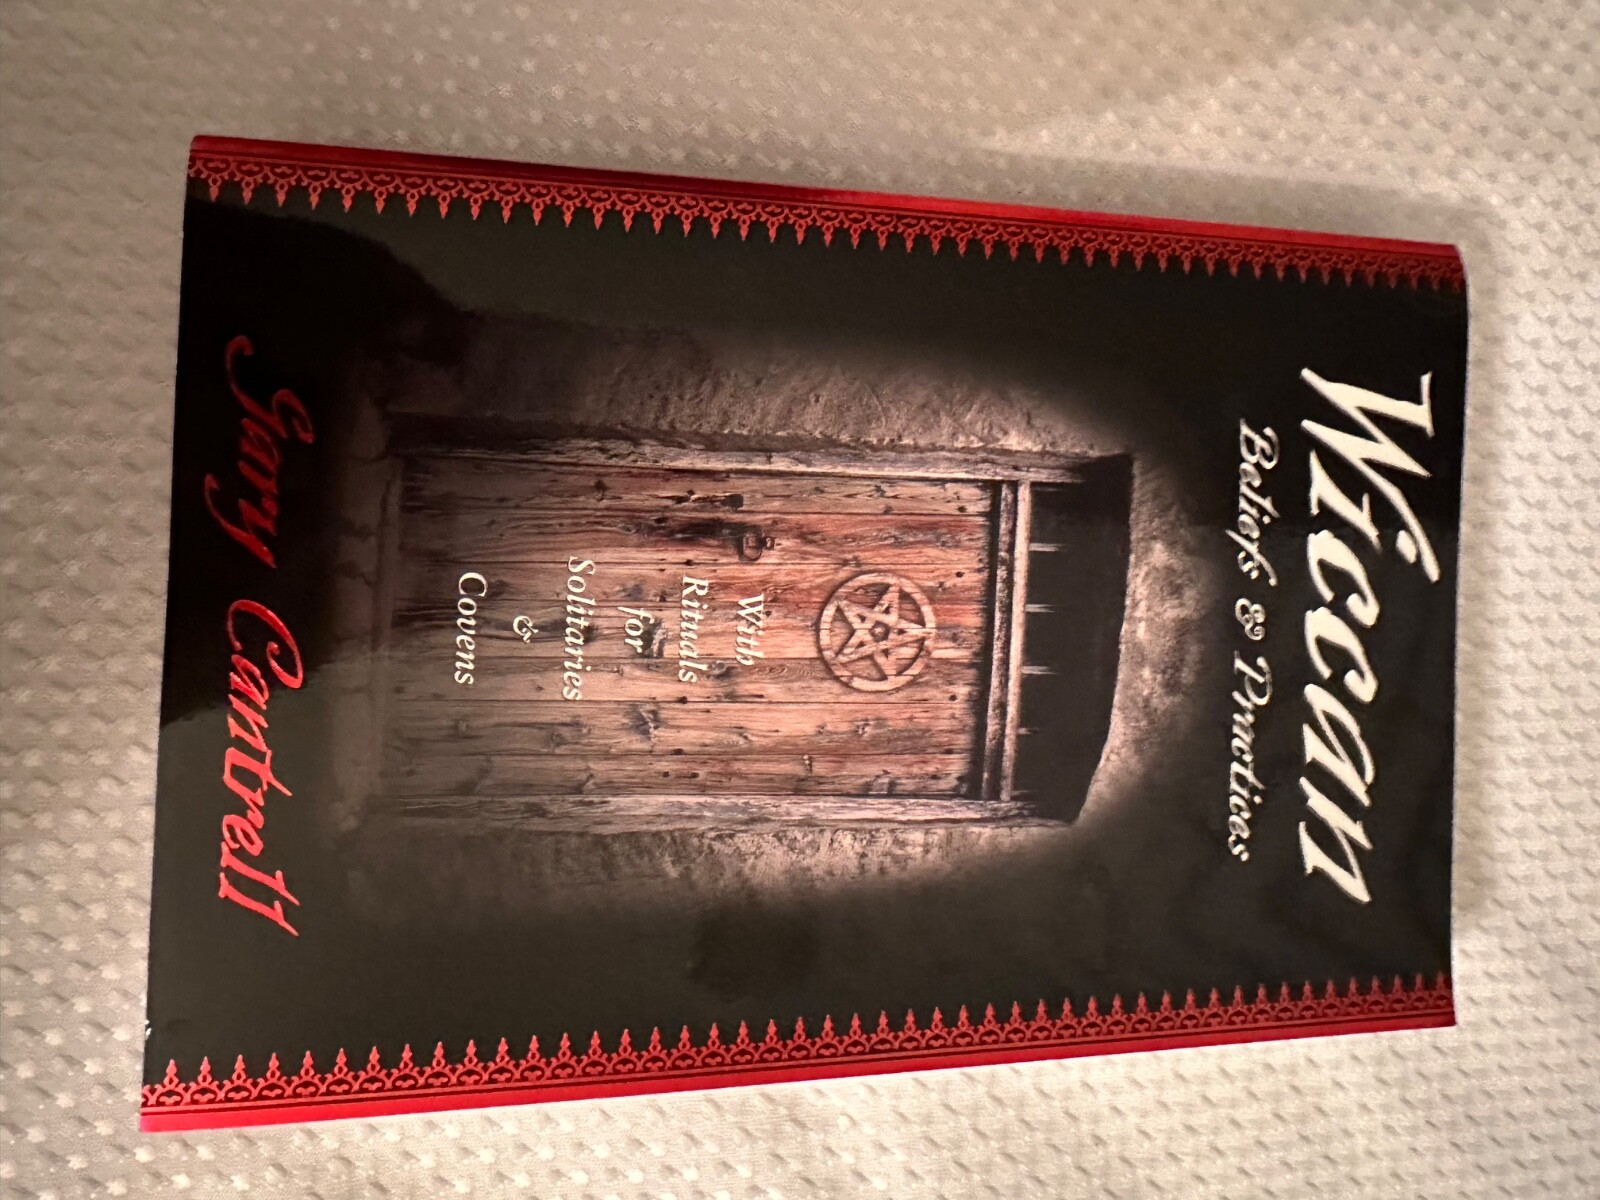 Wiccan
Beliefs & Practices
With
Rituals
for
Solitaries
&
Covens
Gary Cantrell